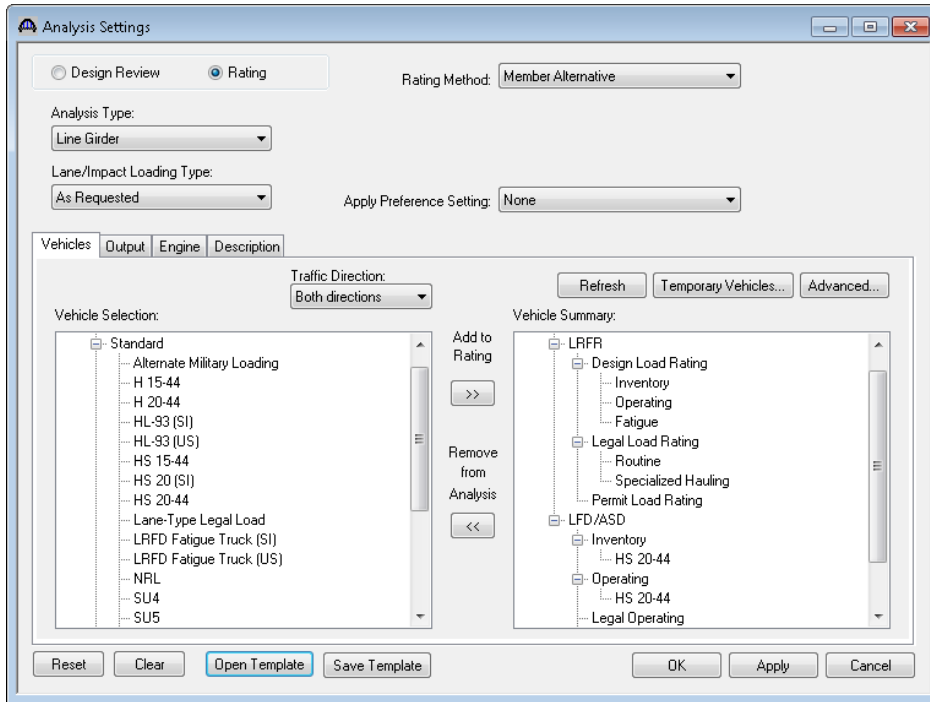 Analysis Settings
Design Review
Rating
Rating Method:
Member Alternative
Analysis Type:
Line Girder
Lane/Impact Loading Type:
As Requested
Apply Preference Setting:
None
Vehicles
Output
Engine
Description
Traffic Direction:
Both directions
Refresh
Temporary Vehicles...
Advanced...
Vehicle Selection:
Standard
Alternate Military Loading
H 15-44
H 20-44
HL-93 (SI)
HL-93 (US)
HS 15-44
HS 20 (SI)
HS 20-44
Lane-Type Legal Load
LRFD Fatigue Truck (SI)
LRFD Fatigue Truck (US)
NRL
SU4
SU5
Add to
Rating
>>
Remove
from
Analysis
<<
Vehicle Summary:
LRFR
Design Load Rating
Inventory
Operating
Fatigue
Legal Load Rating
Routine
Specialized Hauling
Permit Load Rating
LFD/ASD
Inventory
HS 20-44
Operating
HS 20-44
Legal Operating
Reset
Clear
Open Template
Save Template
OK
Apply
Cancel